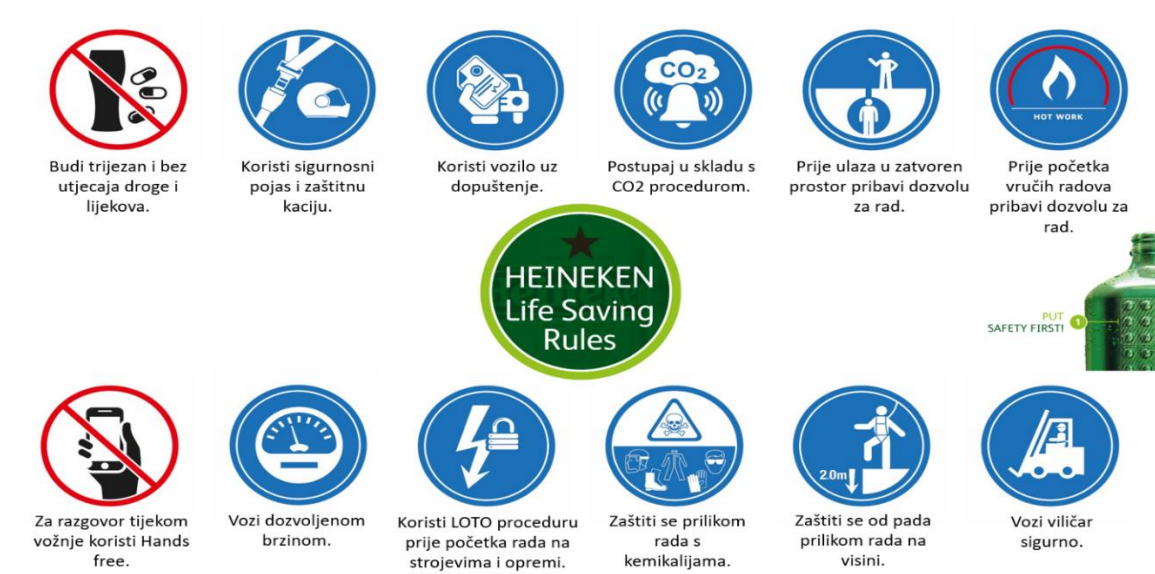 CO₂
HOT WORK
Budi trijezan i bez
utjecaja droge i
lijekova.
Koristi sigurnosni
pojas i zaštitnu
kaciju.
Koristi vozilo uz
dopuštenje.
Postupaj u skladu s
CO2 procedurom.
Prije ulaza u zatvoren
prostor pribavi dozvolu
za rad.
Prije početka
vručih radova
pribavi dozvolu za
rad.
HEINEKEN
Life Saving
Rules
PUT
SAFETY FIRST!
1
2.0m
Za razgovor tijekom
vožnje koristi Hands
free.
Vozi dozvoljenom
brzinom.
Koristi LOTO proceduru
prije početka rada na
strojevima i opremi.
Zaštiti se prilikom
rada s
kemikalijama.
Zaštiti se od pada
prilikom rada na
visini.
Vozi viličar
sigurno.